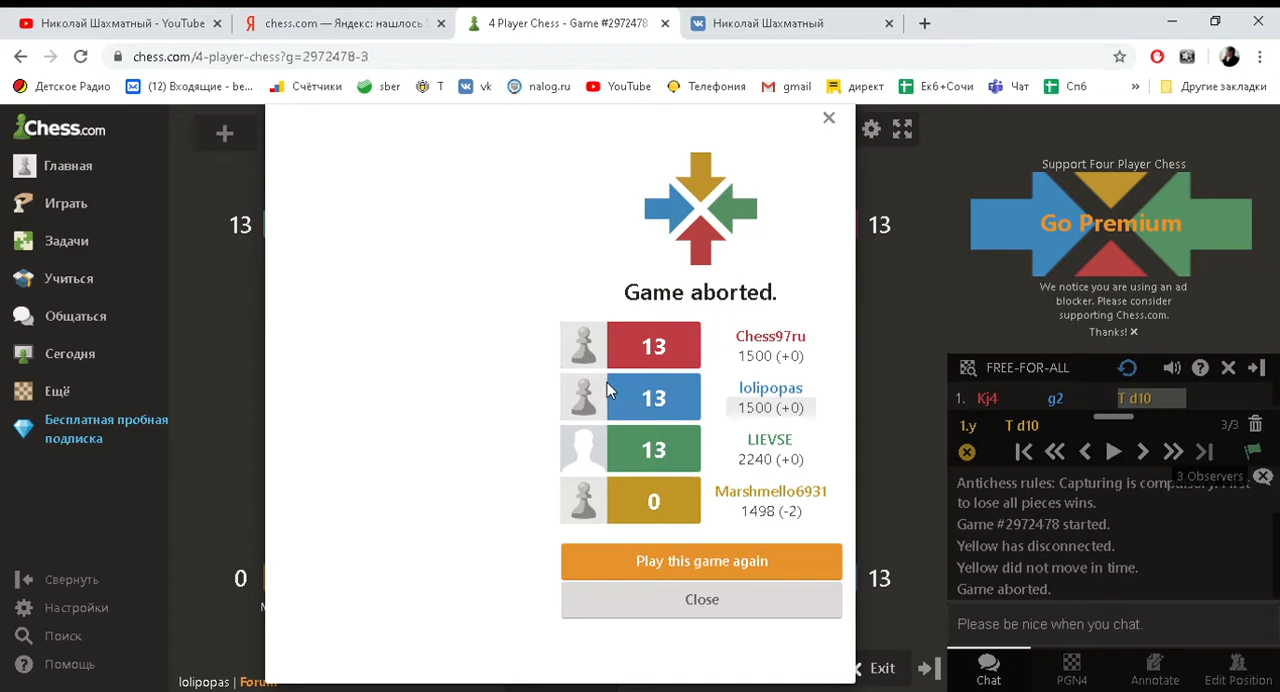 Николай Шахматный - YouTube
chess.com — Яндекс: нашлось
4 Player Chess - Game #2972478
Николай Шахматный
chess.com/4-player-chess?g=2972478-3
Детское Радио
(12) Входящие - be...
Счётчики
sber
T
vk
nalog.ru
YouTube
Телефония
gmail
директ
Екб+Сочи
Чат
Спб
»
Другие закладки
Chess.com
Главная
Играть
Задачи
Учиться
Общаться
Сегодня
Ещё
Бесплатная пробная
подписка
Свернуть
Настройки
Поиск
Помощь
13
13
0
13
Game aborted.
13
Chess97ru
1500 (+0)
13
lolipopas
1500 (+0)
13
LIEVSE
2240 (+0)
0
Marshmello6931
1498 (-2)
Play this game again
Close
lolipopas | Forum
Exit
Support Four Player Chess
Go Premium
We notice you are using an ad
blocker. Please consider
supporting Chess.com.
Thanks!
FREE-FOR-ALL
1. Kj4 g2 T d10
1.y T d10 3/3
3 Observers
Antichess rules: Capturing is compulsory. First
to lose all pieces wins.
Game #2972478 started.
Yellow has disconnected.
Yellow did not move in time.
Game aborted.
Please be nice when you chat.
Chat
PGN4
Annotate
Edit Position